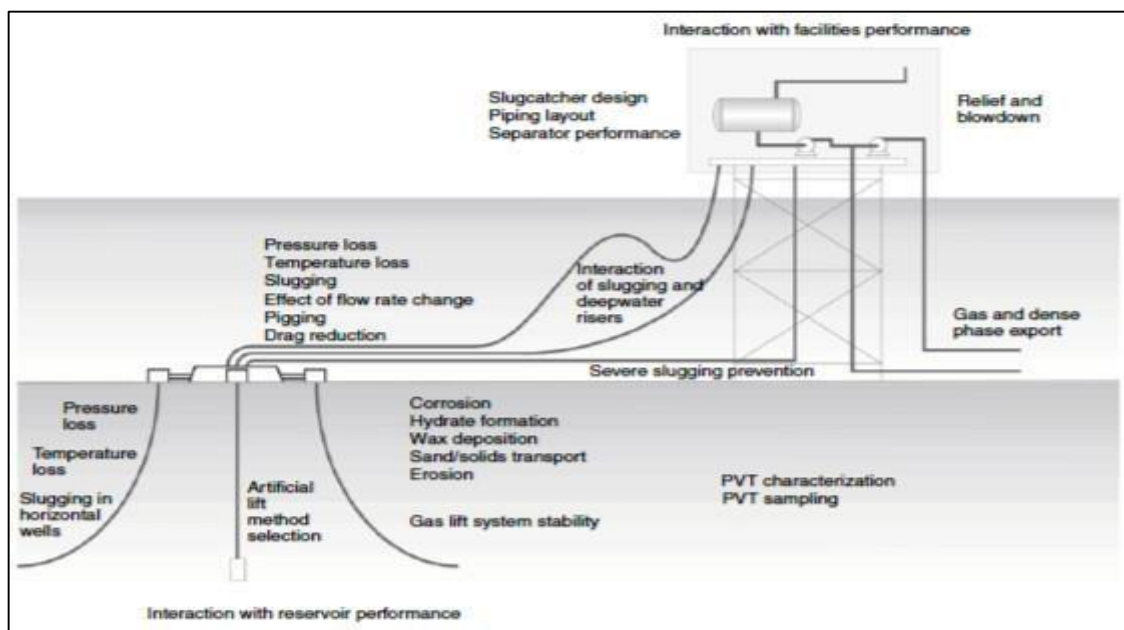 Interaction with facilities performance
Slugcatcher design
Piping layout
Separator performance
Relief and
blowdown
Pressure loss
Temperature loss
Slugging
Effect of flow rate change
Pigging
Drag reduction
Interaction
of slugging and
deepwater
risers
Gas and dense
phase export
Severe slugging prevention
Pressure
loss
Temperature
loss
Slugging in
horizontal
wells
Artificial
lift
method
selection
Corrosion
Hydrate formation
Wax deposition
Sand/solids transport
Erosion
Gas lift system stability
PVT characterization
PVT sampling
Interaction with reservoir performance